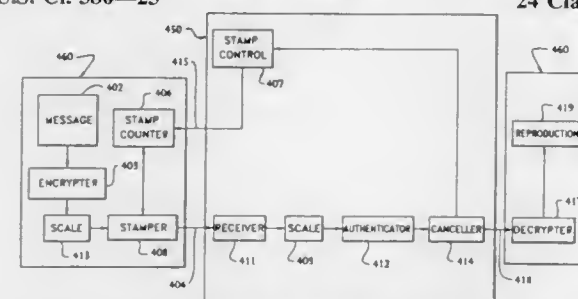 U.S. Cl. 380—25
24 Cla
450
STAMP
CONTROL
460
460
415
407
402
406
419
MESSAGE
STAMP
COUNTER
REPRODUCTION
403
ENCRYPTER
417
SCALE
STAMPER
RECEIVER
SCALE
AUTHENTICATOR
CANCELLER
DECRYPTER
413
408
404
411
409
412
414
418